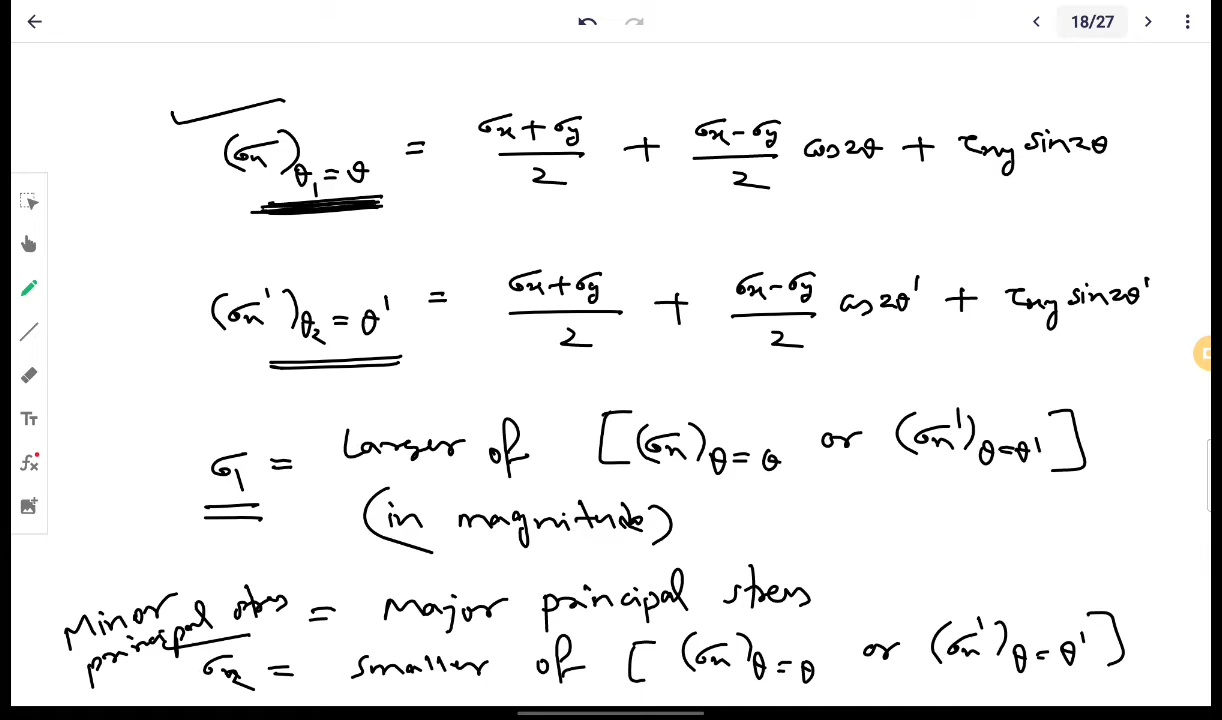 18/27
(σn)θ₁ = θ = (σx + σy)/2 + (σx - σy)/2 cos2θ + τxy sin2θ
(σn')θ₂ = θ' = (σx + σy)/2 + (σx - σy)/2 cos2θ' + τxy sin2θ'
σ₁ = Larger of [(σn)θ=θ or (σn')θ=θ']
(in magnitude)
= Major principal stress
Minor principal stress
σ₂ = smaller of [(σn)θ=θ or (σn')θ=θ']
Tт
fx